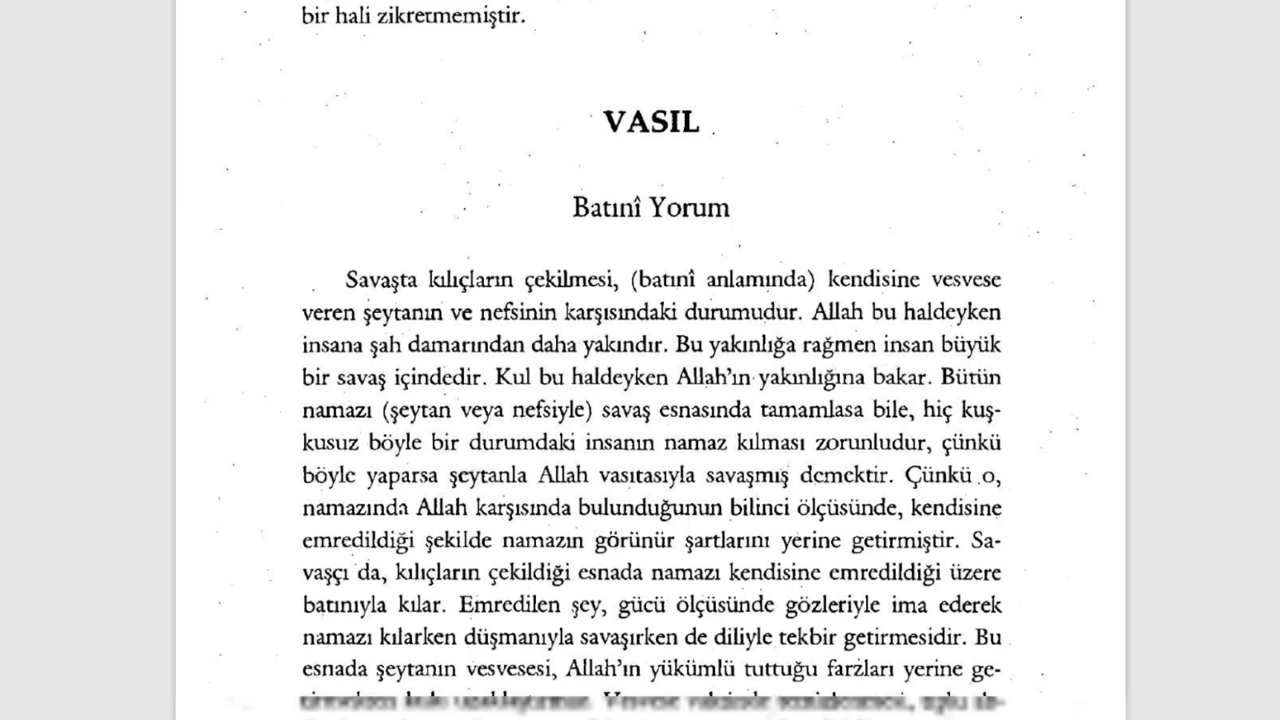 bir hali zikretmemiştir.
VASIL
Batınî Yorum
Savaşta kılıçların çekilmesi, (batınî anlamında) kendisine vesvese
veren şeytanın ve nefsinin karşısındaki durumudur. Allah bu haldeyken
insana şah damarından daha yakındır. Bu yakınlığa rağmen insan büyük
bir savaş içindedir. Kul bu haldeyken Allah'ın yakınlığına bakar. Bütün
namazı (şeytan veya nefsiyle) savaş esnasında tamamlasa bile, hiç kuş-
kusuz böyle bir durumdaki insanın namaz kılması zorunludur, çünkü
böyle yaparsa şeytanla Allah vasıtasıyla savaşmış demektir. Çünkü o,
namazında Allah karşısında bulunduğunun bilinci ölçüsünde, kendisine
emredildiği şekilde namazın görünür şartlarını yerine getirmiştir. Sa-
vaşçı da, kılıçların çekildiği esnada namazı kendisine emredildiği üzere
batınıyla kılar. Emredilen şey, gücü ölçüsünde gözleriyle ima ederek
namazı kılarken düşmanıyla savaşırken de diliyle tekbir getirmesidir. Bu
esnada şeytanın vesvesesi, Allah'ın yükümlü tuttuğu farzları yerine ge-